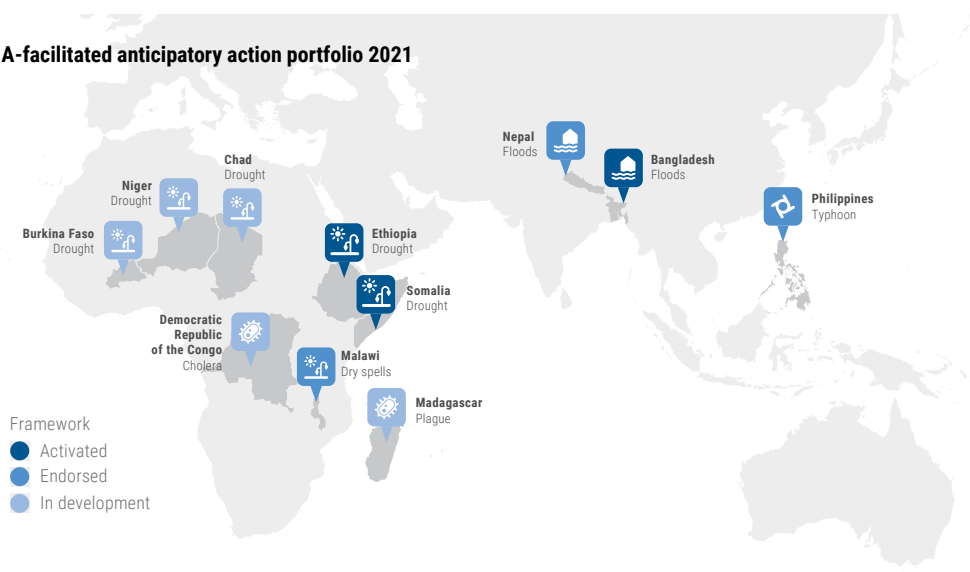 A-facilitated anticipatory action portfolio 2021
Nepal
Floods
Bangladesh
Floods
Chad
Drought
Niger
Drought
Philippines
Typhoon
Burkina Faso
Drought
Ethiopia
Drought
Somalia
Drought
Democratic
Republic
of the Congo
Cholera
Malawi
Dry spells
Madagascar
Plague
Framework
Activated
Endorsed
In development